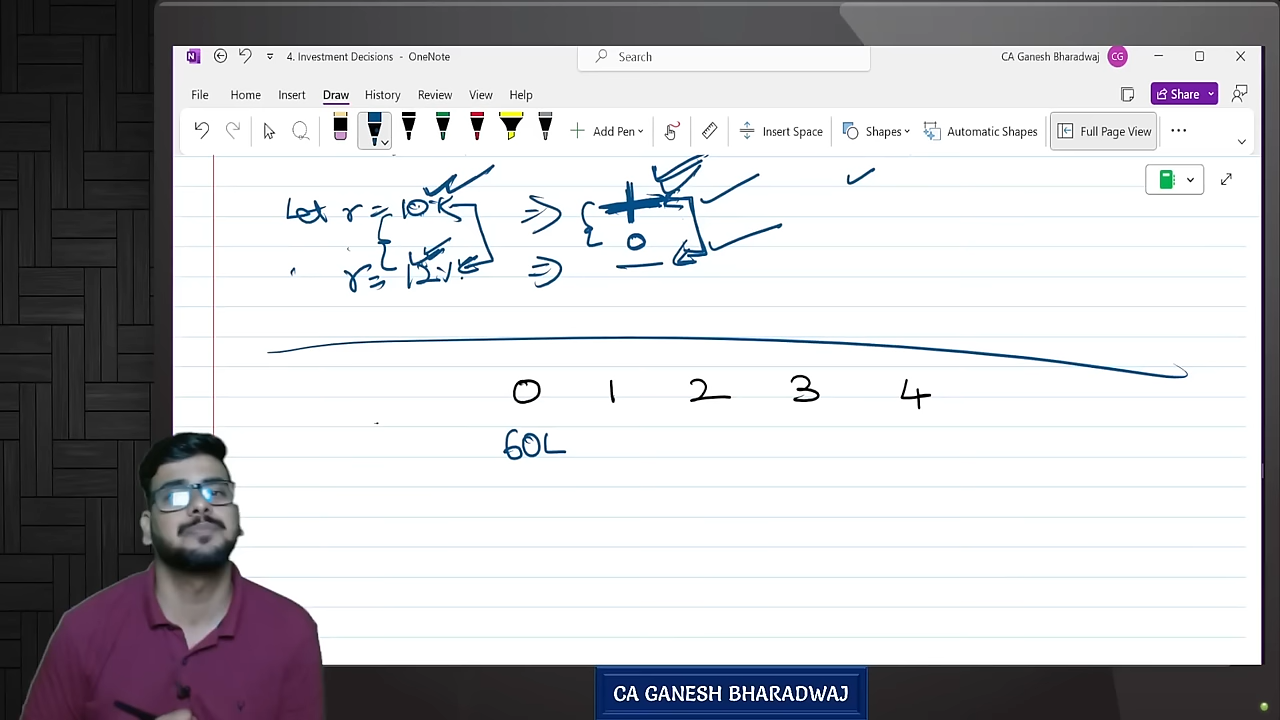 4. Investment Decisions - OneNote
Search
CA Ganesh Bharadwaj CG
File Home Insert Draw History Review View Help
Share
Add Pen
Insert Space
Shapes
Automatic Shapes
Full Page View
Let r = 10% ⇒ +
0
r = 12% ⇒
0 1 2 3 4
60L
CA GANESH BHARADWAJ